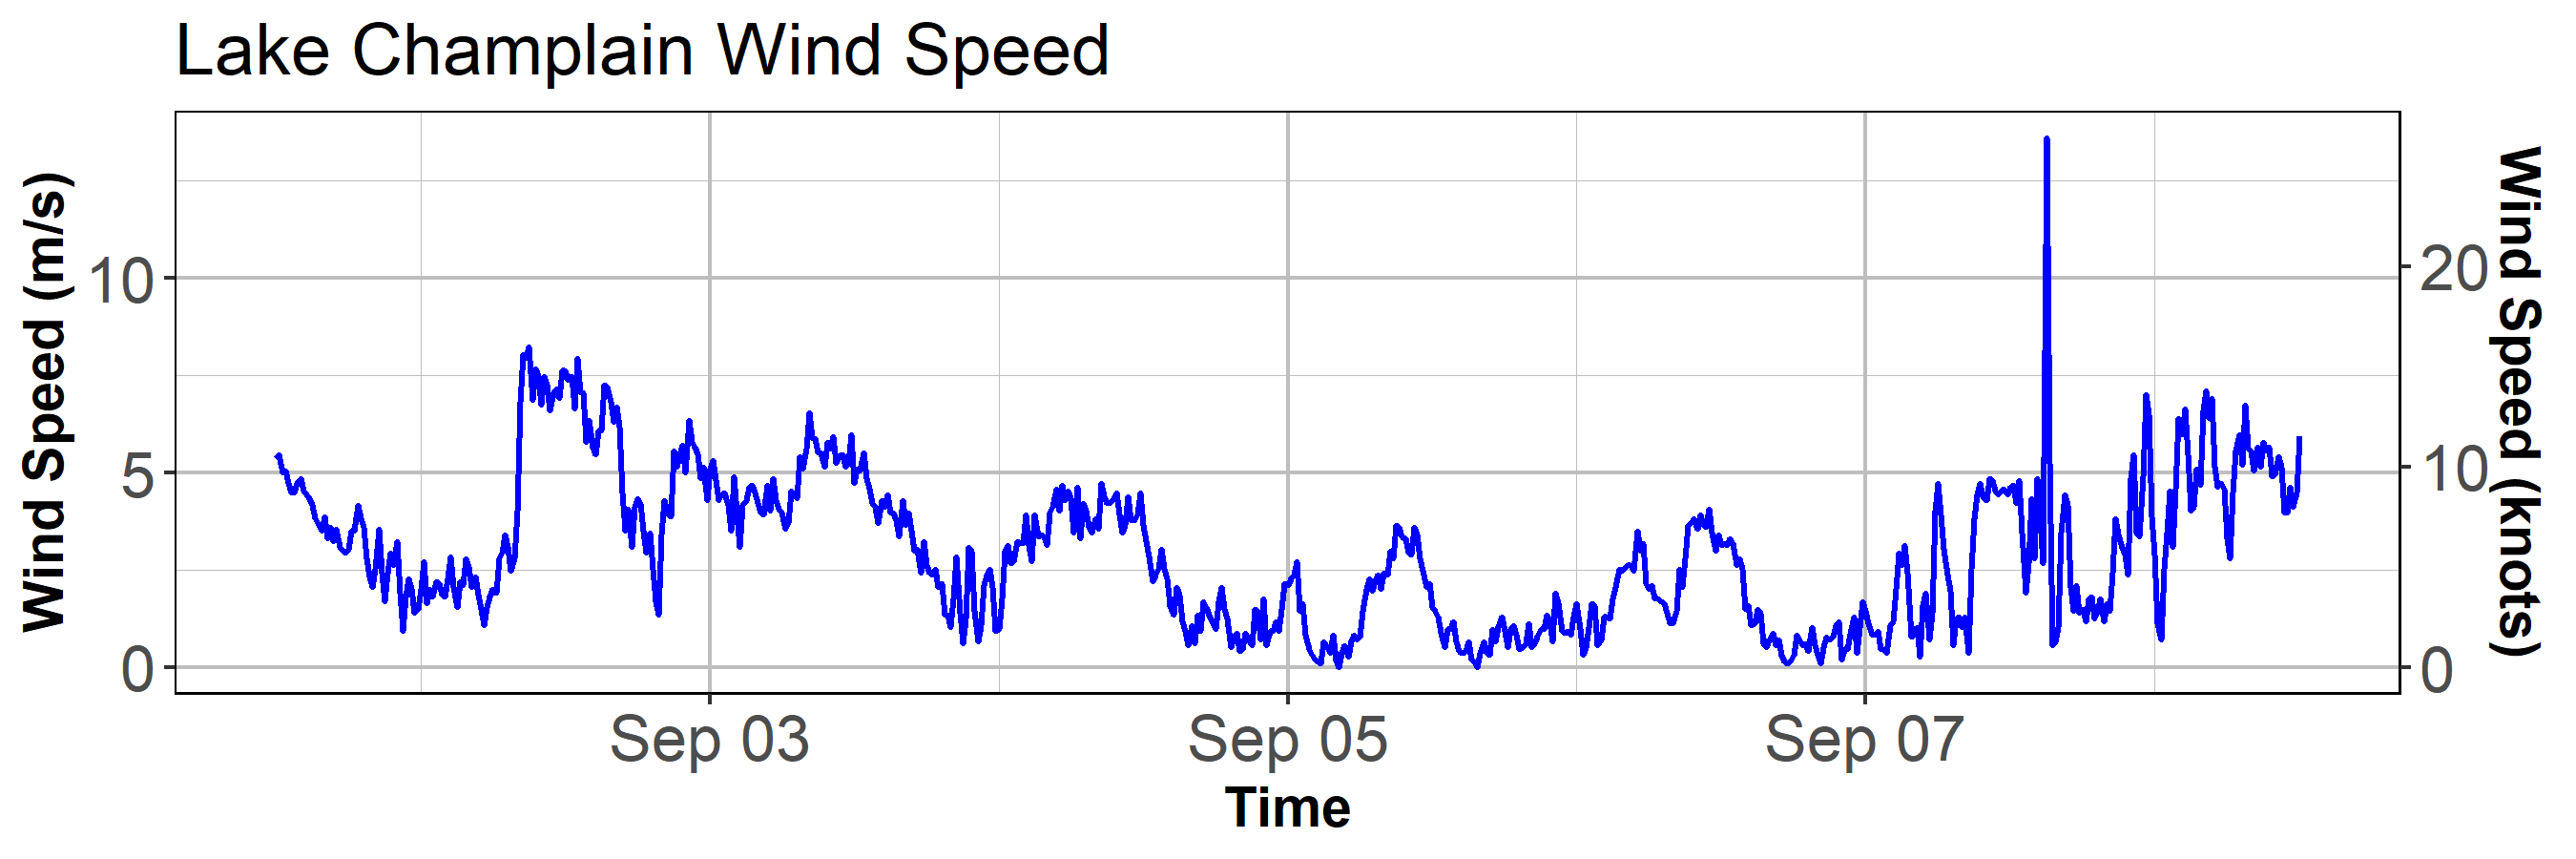 Lake Champlain Wind Speed
Wind Speed (m/s)
10
5
0
20
10
0
Wind Speed (knots)
Sep 03
Sep 05
Sep 07
Time